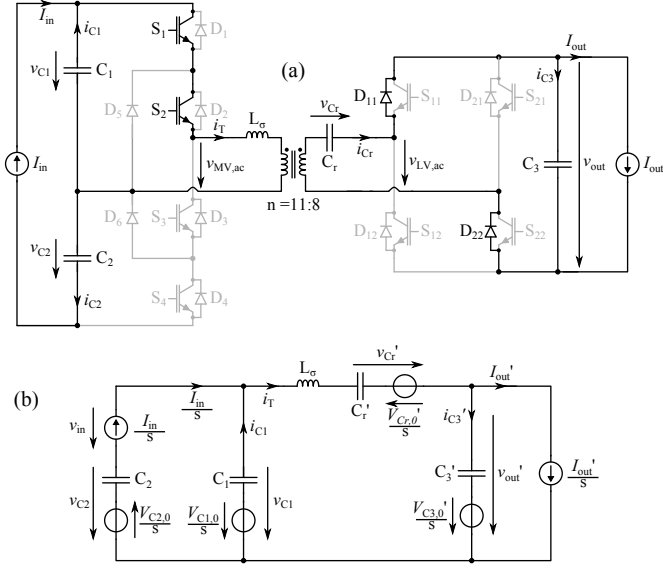 I_in
i_C1
S_1
D_1
v_C1
C_1
(a)
I_out
D_5
S_2
D_2
i_T
L_σ
v_Cr
D_11
S_11
D_21
S_21
i_C3
I_in
v_MV,ac
C_r
i_Cr
v_LV,ac
C_3
v_out
I_out
n =11:8
v_C2
C_2
D_6
S_3
D_3
D_12
S_12
D_22
S_22
i_C2
S_4
D_4
(b)
v_Cr'
I_in/s
i_T
L_σ
I_out'
v_in
I_in/s
i_C1
C_r'
V_Cr,0'/s
i_C3'
v_C2
C_2
C_1
v_C1
C_3'
v_out'
I_out'/s
V_C2,0/s
V_C1,0/s
V_C3,0'/s